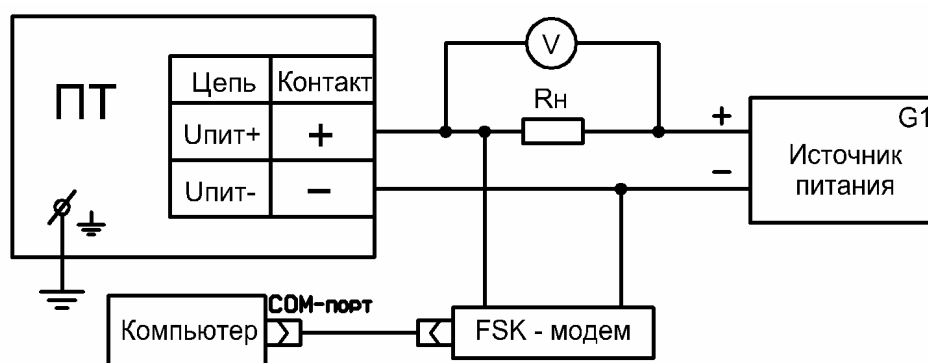 ПТ
Цепь Контакт
Uпит+ +
Uпит- −
V
Rн
+
−
G1
Источник
питания
Компьютер
COM-порт
FSK - модем